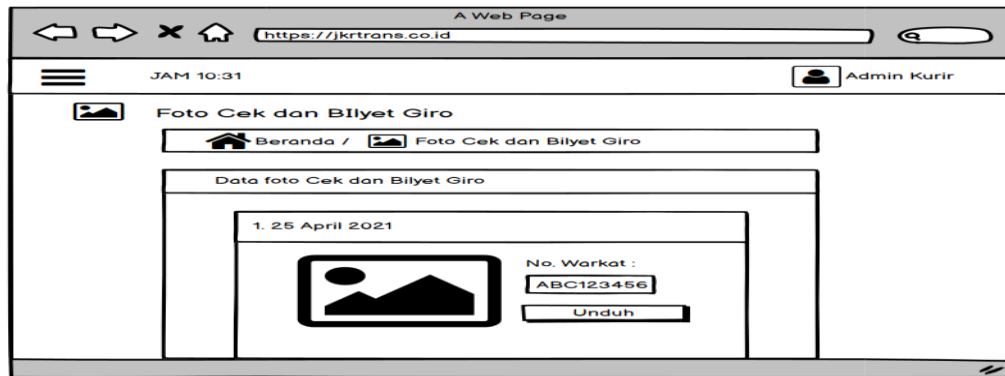 A Web Page
https://jkrtrans.co.id
JAM 10:31
Admin Kurir
Foto Cek dan BIlyet Giro
Beranda / Foto Cek dan Bilyet Giro
Data foto Cek dan Bilyet Giro
1. 25 April 2021
No. Warkat :
ABC123456
Unduh